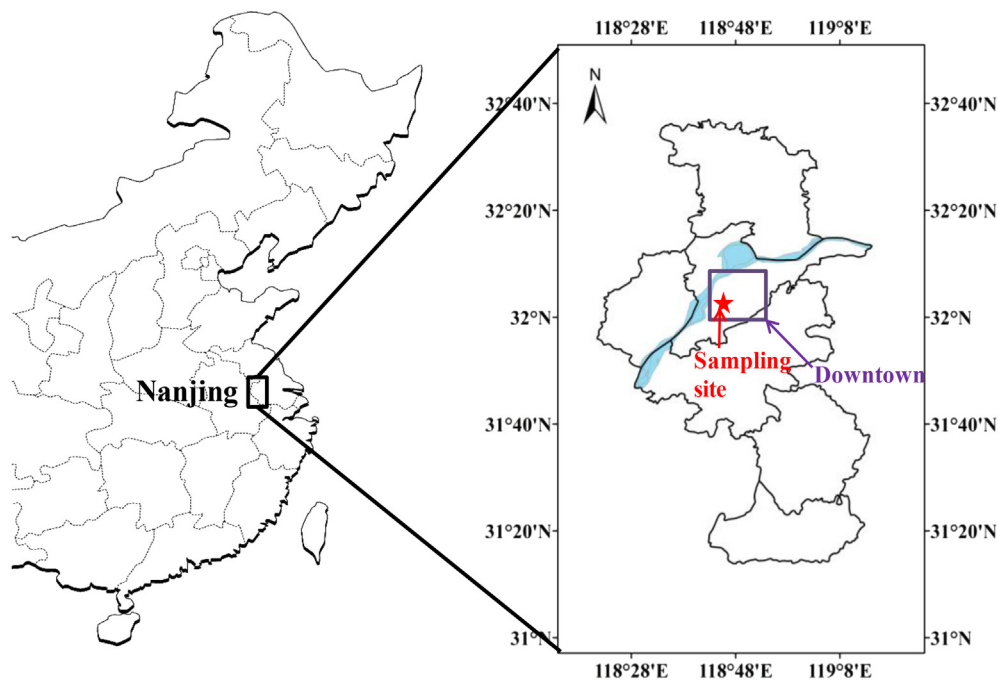 118°28'E 118°48'E 119°8'E
N
32°40'N 32°40'N
32°20'N 32°20'N
32°N 32°N
Sampling
site
Downtown
Nanjing
31°40'N 31°40'N
31°20'N 31°20'N
31°N 31°N
118°28'E 118°48'E 119°8'E